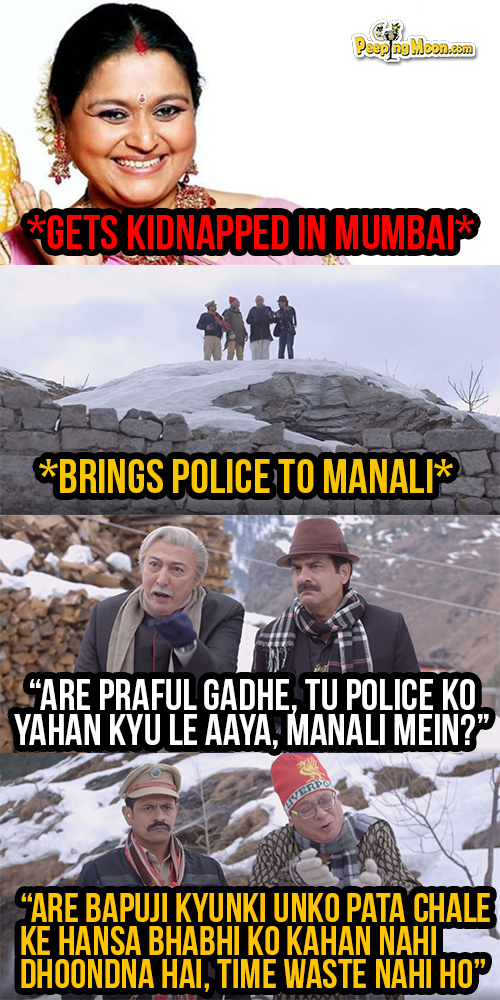 PeepingMoon.com
*GETS KIDNAPPED IN MUMBAI*
*BRINGS POLICE TO MANALI*
“ARE PRAFUL GADHE, TU POLICE KO
YAHAN KYU LE AAYA, MANALI MEIN?”
LIVERPO
“ARE BAPUJI KYUNKI UNKO PATA CHALE
KE HANSA BHABHI KO KAHAN NAHI
DHOONDNA HAI, TIME WASTE NAHI HO”